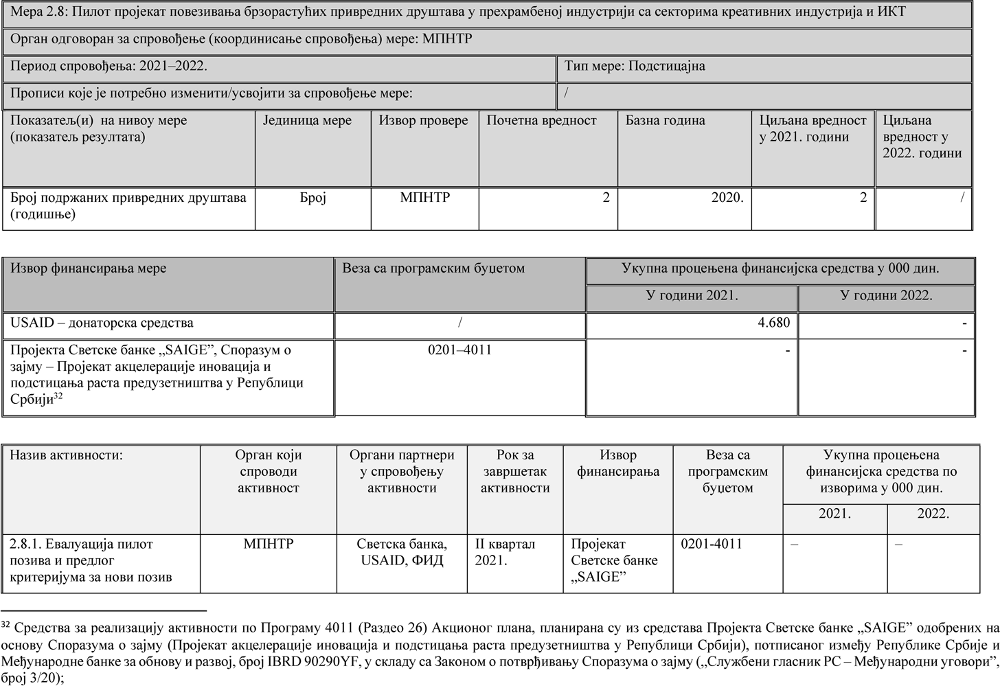 Мера 2.8: Пилот пројекат повезивања брзорастућих привредних друштава у прехрамбеној индустрији са секторима креативних индустрија и ИКТ
Орган одговоран за спровођење (координисање спровођења) мере: МПНТР
Период спровођења: 2021–2022.
Тип мере: Подстицајна
Прописи које је потребно изменити/усвојити за спровођење мере:
/
Показатељ(и) на нивоу мере
(показатељ резултата)
Јединица мере
Извор провере
Почетна вредност
Базна година
Циљана вредност
у 2021. години
Циљана
вредност у
2022. години
Број подржаних привредних друштава
(годишње)
Број
МПНТР
2
2020.
2
/
Извор финансирања мере
Веза са програмским буџетом
Укупна процењена финансијска средства у 000 дин.
У години 2021.
У години 2022.
USAID – донаторска средства
/
4.680
-
Пројекта Светске банке „SAIGE”, Споразум о
зајму – Пројекат акцелерације иновација и
подстицања раста предузетништва у Републици
Србији32
0201–4011
-
-
Назив активности:
Орган који
спроводи
активност
Органи партнери
у спровођењу
активности
Рок за
завршетак
активности
Извор
финансирања
Веза са
програмским
буџетом
Укупна процењена
финансијска средства по
изворима у 000 дин.
2021.
2022.
2.8.1. Евалуација пилот
позива и предлог
критеријума за нови позив
МПНТР
Светска банка,
USAID, ФИД
II квартал
2021.
Пројекат
Светске банке
„SAIGE”
0201-4011
–
–
32 Средства за реализацију активности по Програму 4011 (Раздео 26) Акционог плана, планирана су из средстава Пројекта Светске банке „SAIGE” одобрених на
основу Споразума о зајму (Пројекат акцелерације иновација и подстицања раста предузетништва у Републици Србији), потписаног између Републике Србије и
Међународне банке за обнову и развој, број IBRD 90290YF, у складу са Законом о потврђивању Споразума о зајму („Службени гласник РС – Међународни уговори”,
број 3/20);